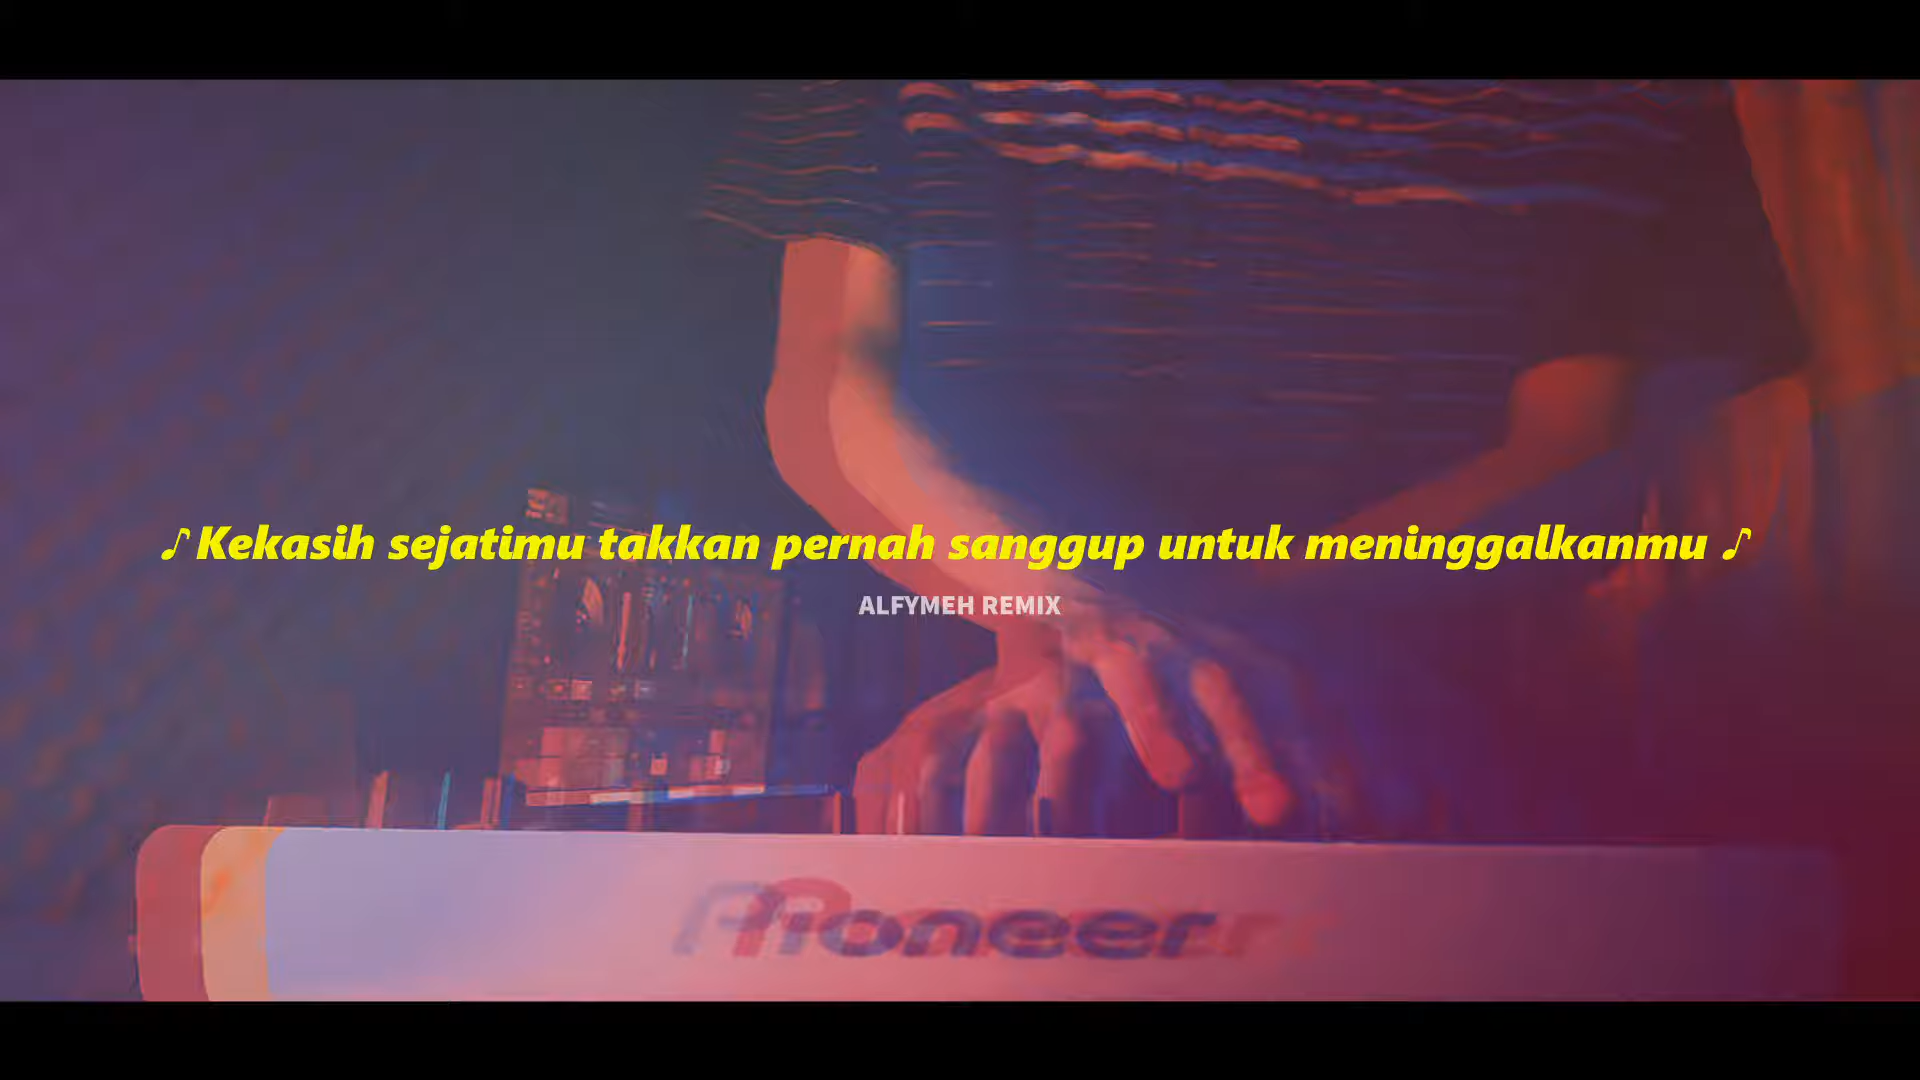 ♪ Kekasih sejatimu takkan pernah sanggup untuk meninggalkanmu ♪
ALFYMEH REMIX
Pioneer